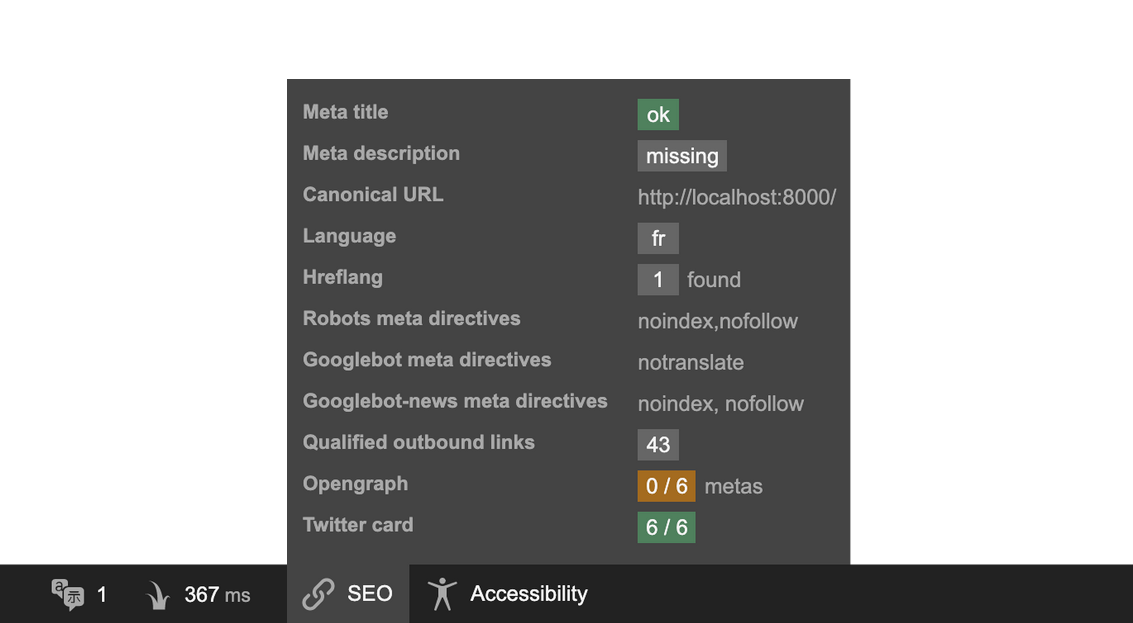 Meta title ok
Meta description missing
Canonical URL http://localhost:8000/
Language fr
Hreflang 1 found
Robots meta directives noindex,nofollow
Googlebot meta directives notranslate
Googlebot-news meta directives noindex, nofollow
Qualified outbound links 43
Opengraph 0 / 6 metas
Twitter card 6 / 6
a 示 1 367 ms SEO Accessibility